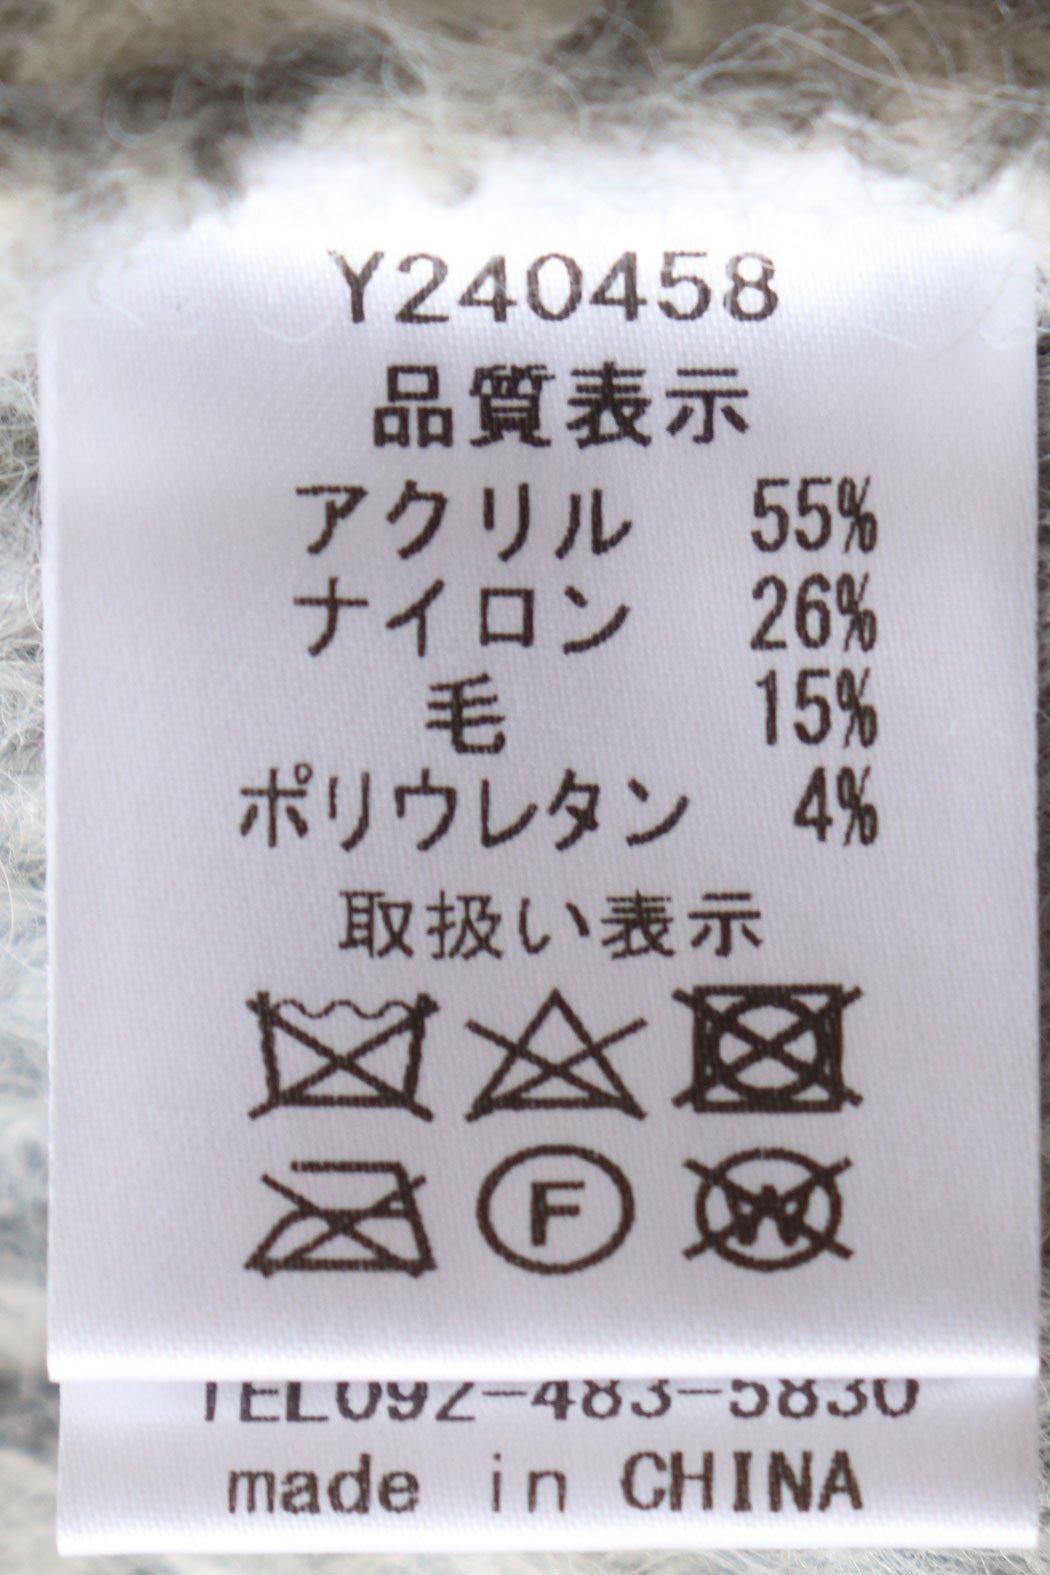 Y240458
品質表示
アクリル 55%
ナイロン 26%
毛 15%
ポリウレタン 4%
取扱い表示
F
W
TEL092-483-5830
made in CHINA